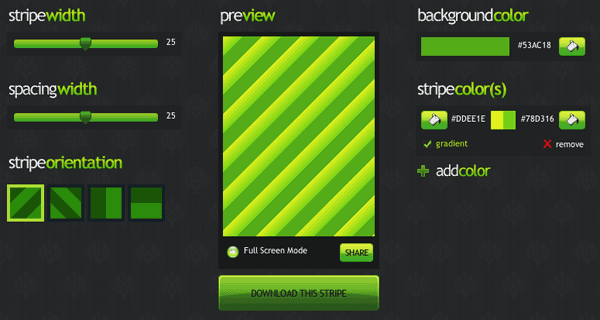 stripewidth
25
spacingwidth
25
stripeorientation
preview
Full Screen Mode
SHARE
DOWNLOAD THIS STRIPE
backgroundcolor
#53AC18
stripecolor(s)
#DDEE1E #78D316
gradient remove
addcolor